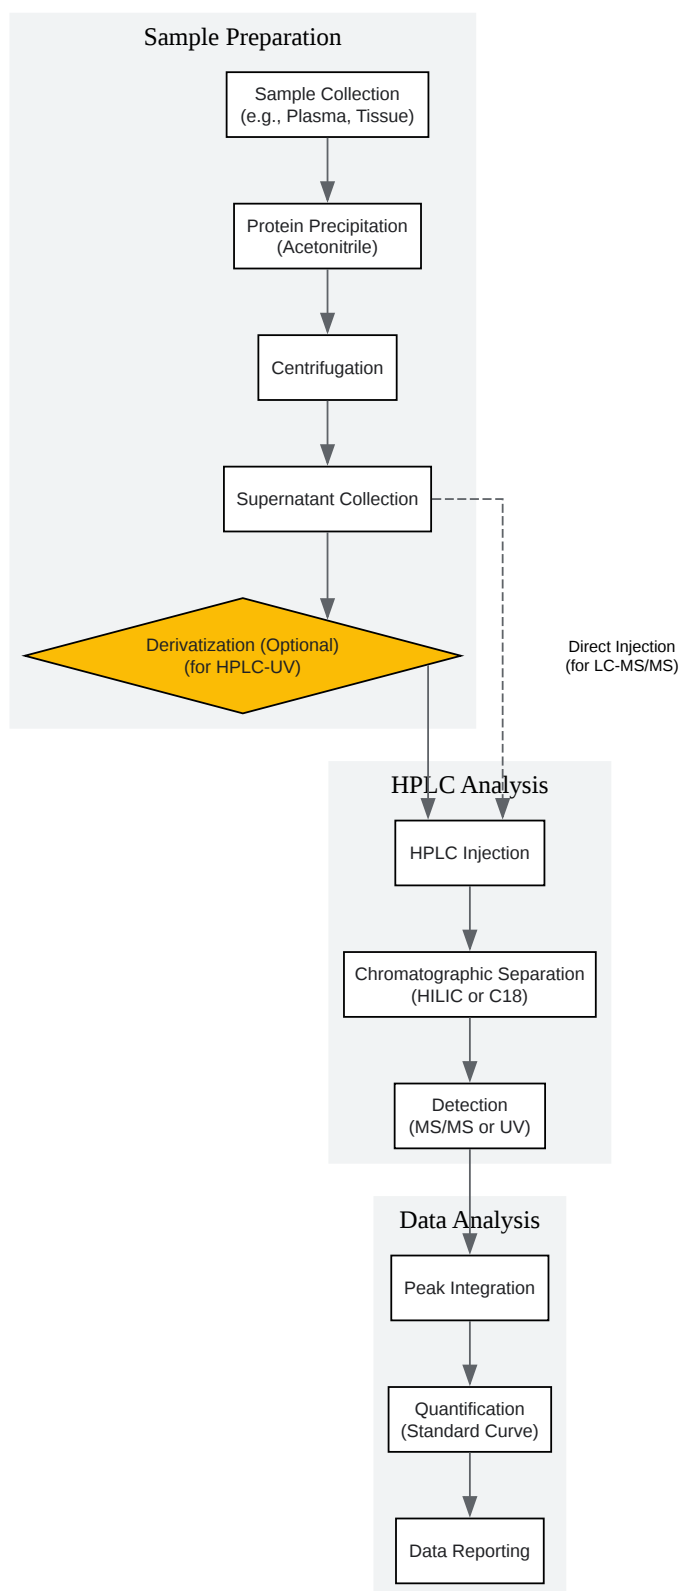 Sample Preparation
Sample Collection
(e.g., Plasma, Tissue)
Protein Precipitation
(Acetonitrile)
Centrifugation
Supernatant Collection
Derivatization (Optional)
(for HPLC-UV)
Direct Injection
(for LC-MS/MS)
HPLC Analysis
HPLC Injection
Chromatographic Separation
(HILIC or C18)
Detection
(MS/MS or UV)
Data Analysis
Peak Integration
Quantification
(Standard Curve)
Data Reporting